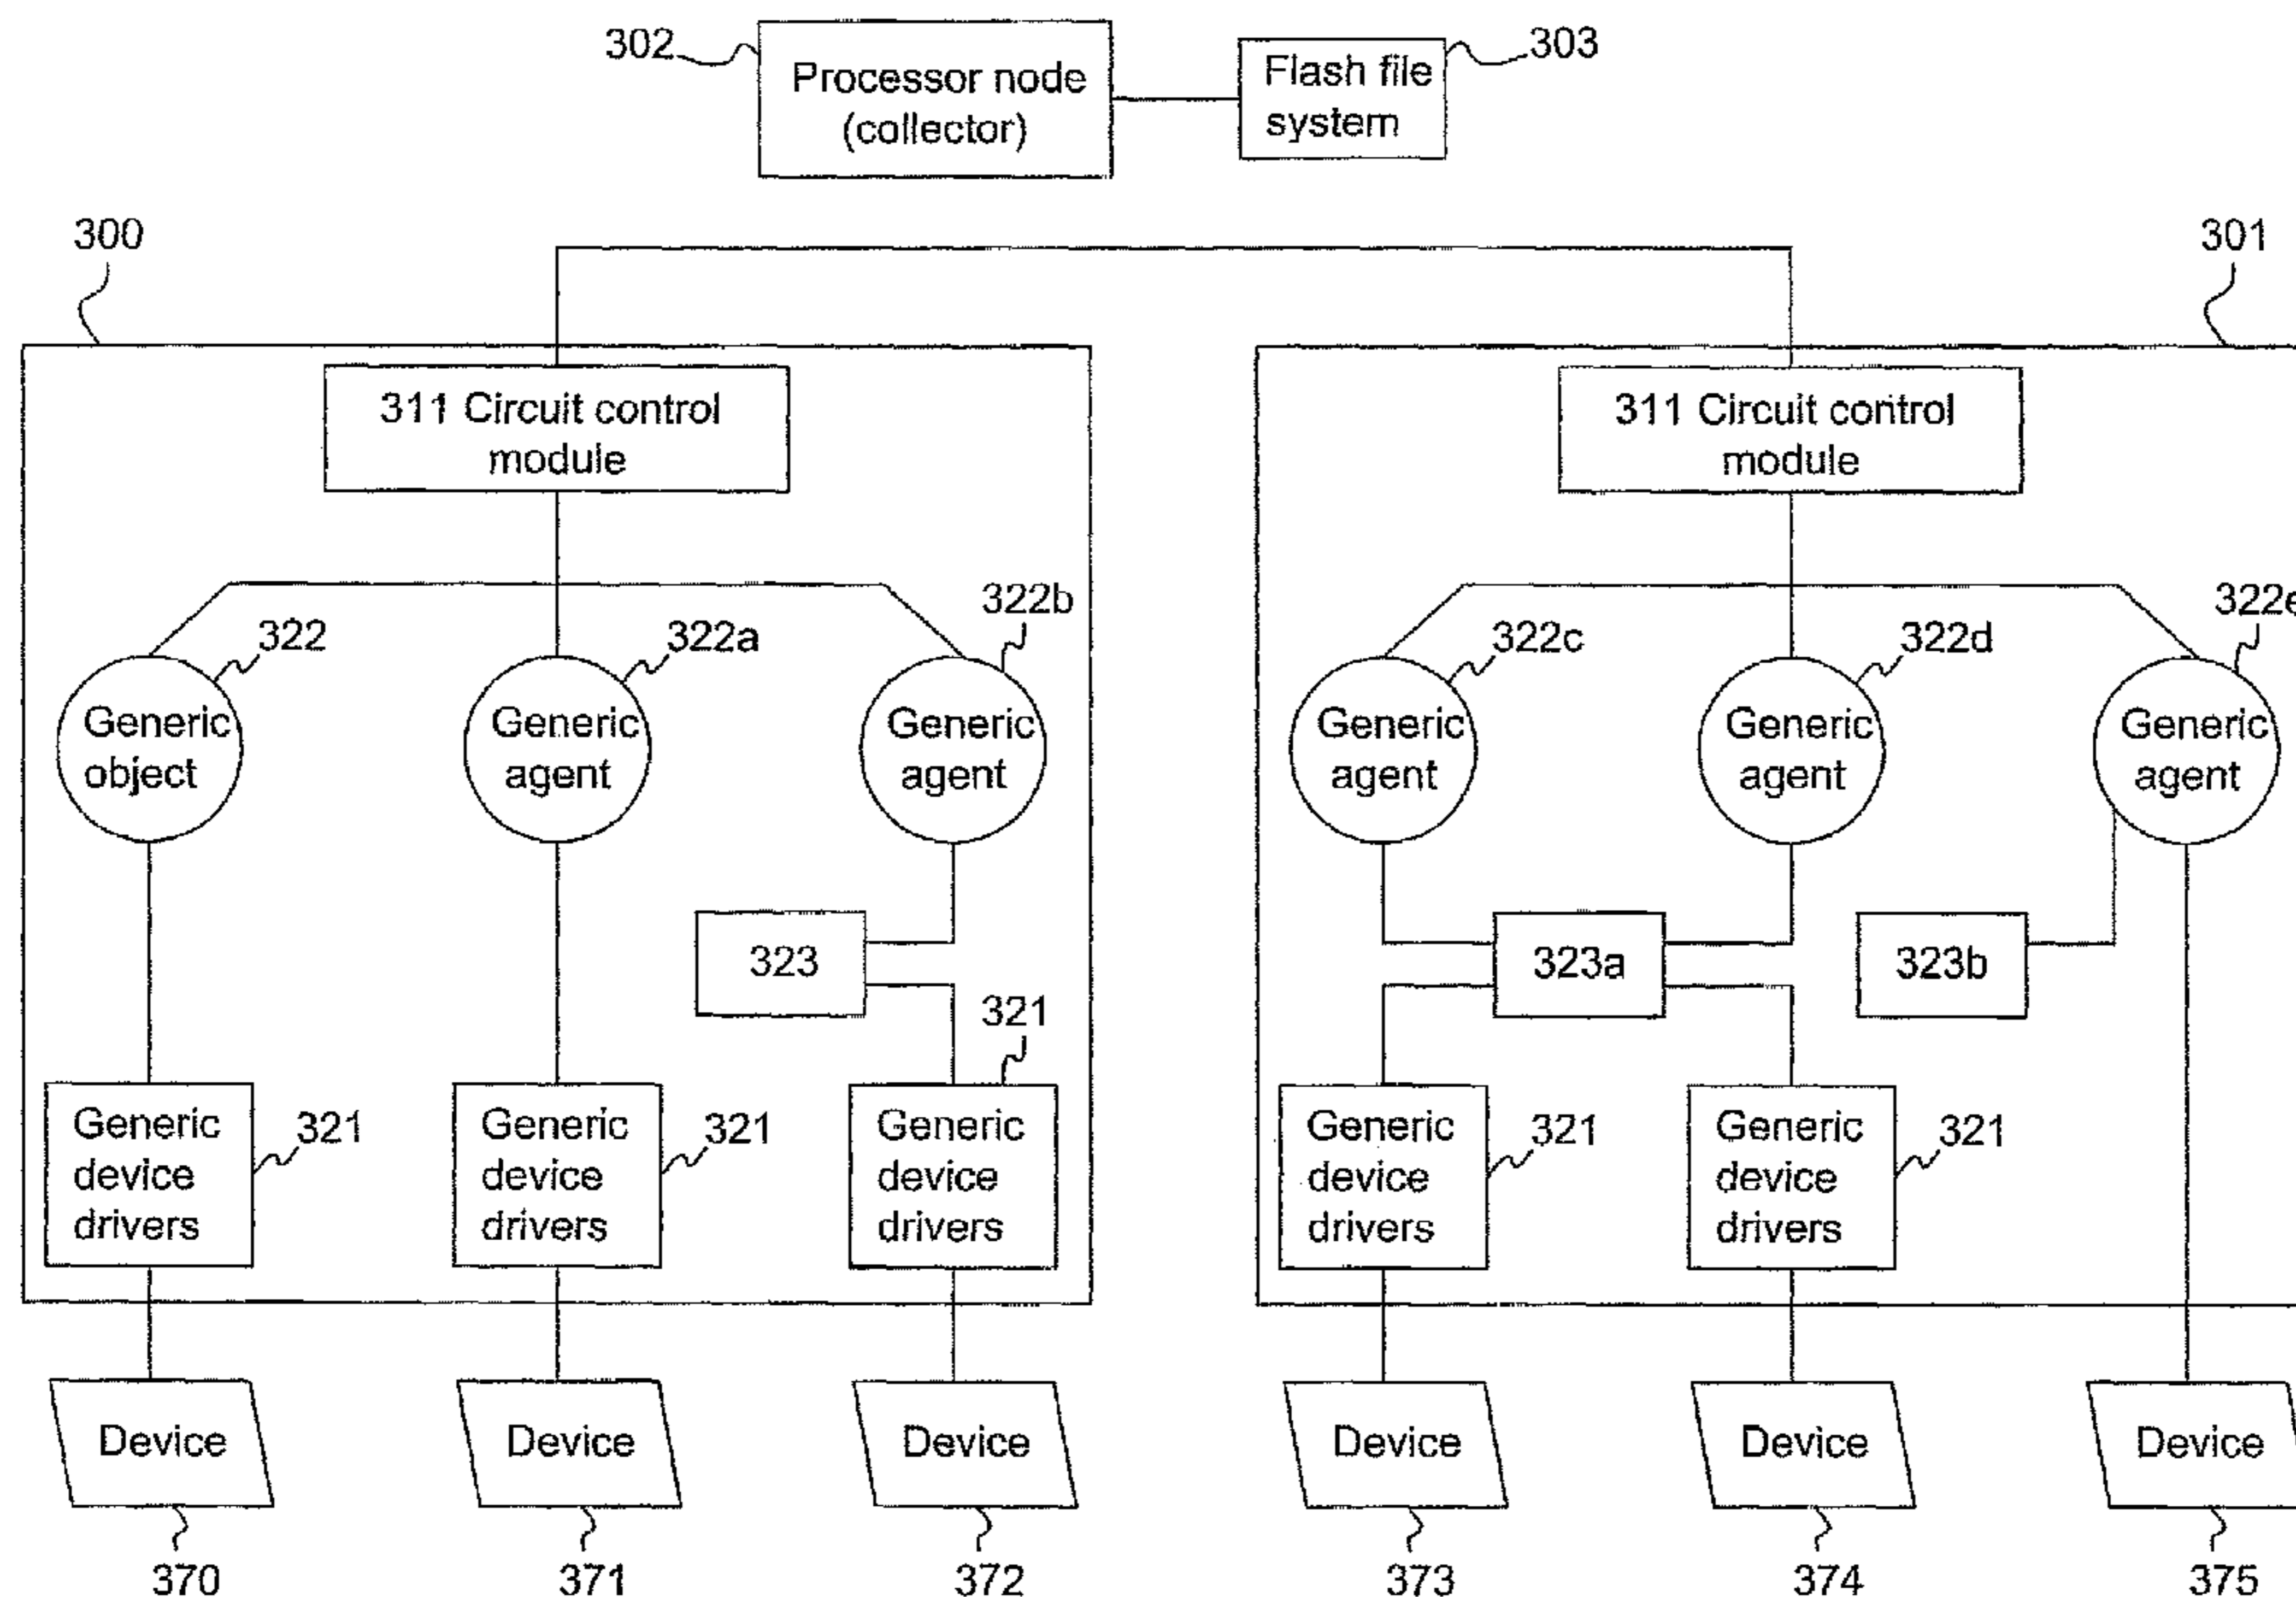 302
Processor node
(collector)
Flash file
system
303
300
301
311 Circuit control
module
311 Circuit control
module
322
322a
322b
322c
322d
322e
Generic
object
Generic
agent
Generic
agent
Generic
agent
Generic
agent
Generic
agent
323
323a
323b
321
Generic
device
drivers
321
Generic
device
drivers
321
Generic
device
drivers
Generic
device
drivers
321
Generic
device
drivers
321
Device
Device
Device
Device
Device
Device
370
371
372
373
374
375